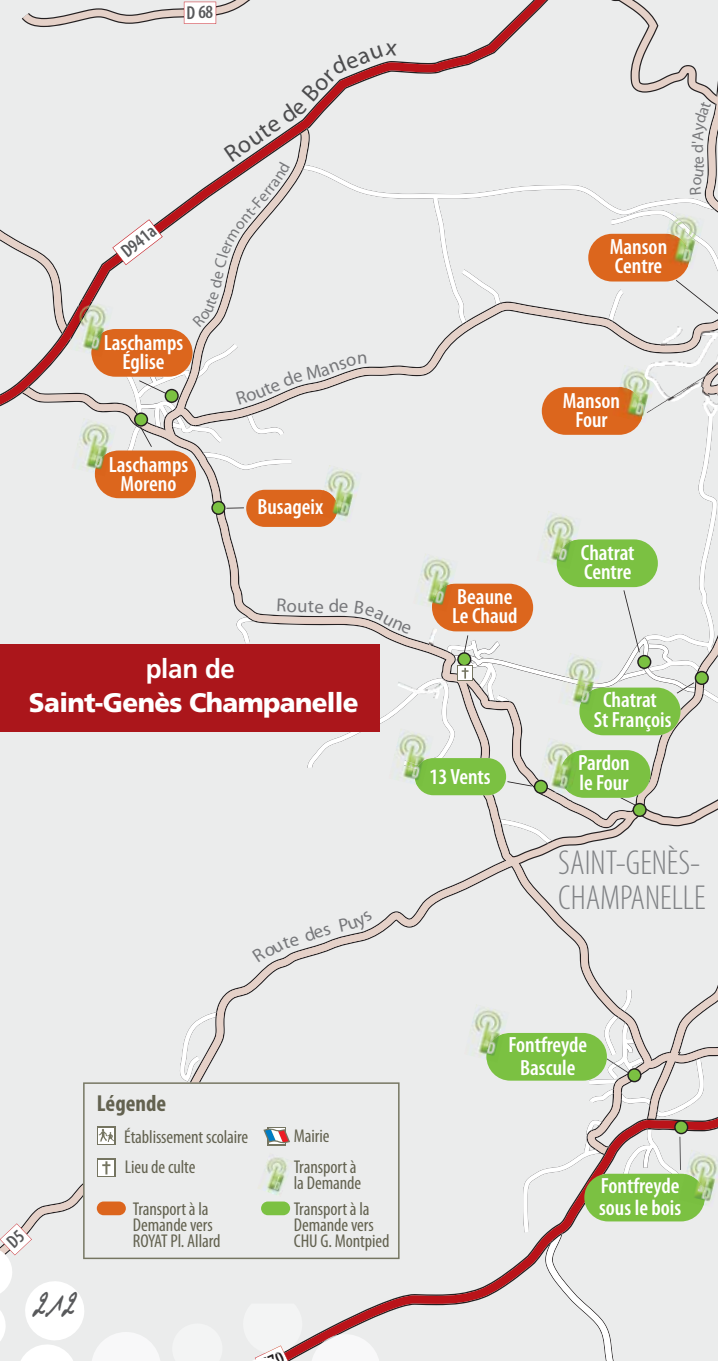 D 68
Route de Bordeaux
Route d'Aydat
Route de Clermont-Ferrand
D941a
Manson
Centre
Laschamps
Église
Route de Manson
Manson
Four
Laschamps
Moreno
Busageix
Chatrat
Centre
Beaune
Le Chaud
Route de Beaune
plan de
Saint-Genès Champanelle
Chatrat
St François
13 Vents
Pardon
le Four
SAINT-GENÈS-
CHAMPANELLE
Route des Puys
Fontfreyde
Bascule
Légende
Établissement scolaire
Mairie
Lieu de culte
Transport à
la Demande
Transport à la
Demande vers
ROYAT Pl. Allard
Transport à la
Demande vers
CHU G. Montpied
Fontfreyde
sous le bois
D5
212